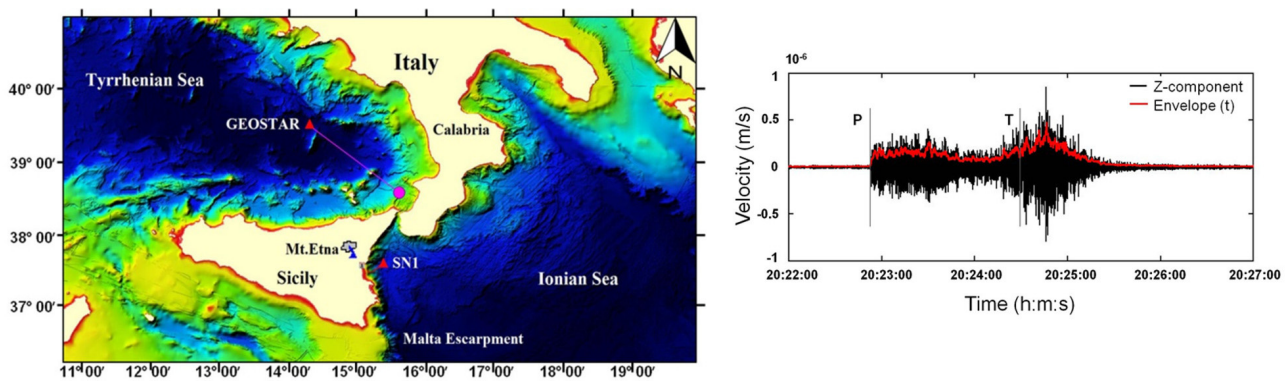 Italy
N
Tyrrhenian Sea
40° 00′
GEOSTAR
Calabria
39° 00′
38° 00′
Mt.Etna
SN1
Sicily
Ionian Sea
37° 00′
Malta Escarpment
11°00′ 12°00′ 13°00′ 14°00′ 15°00′ 16°00′ 17°00′ 18°00′ 19°00′
10⁻⁶
1
Z-component
Envelope (t)
0.5
P
T
0
-0.5
-1
Velocity (m/s)
20:22:00 20:23:00 20:24:00 20:25:00 20:26:00 20:27:00
Time (h:m:s)